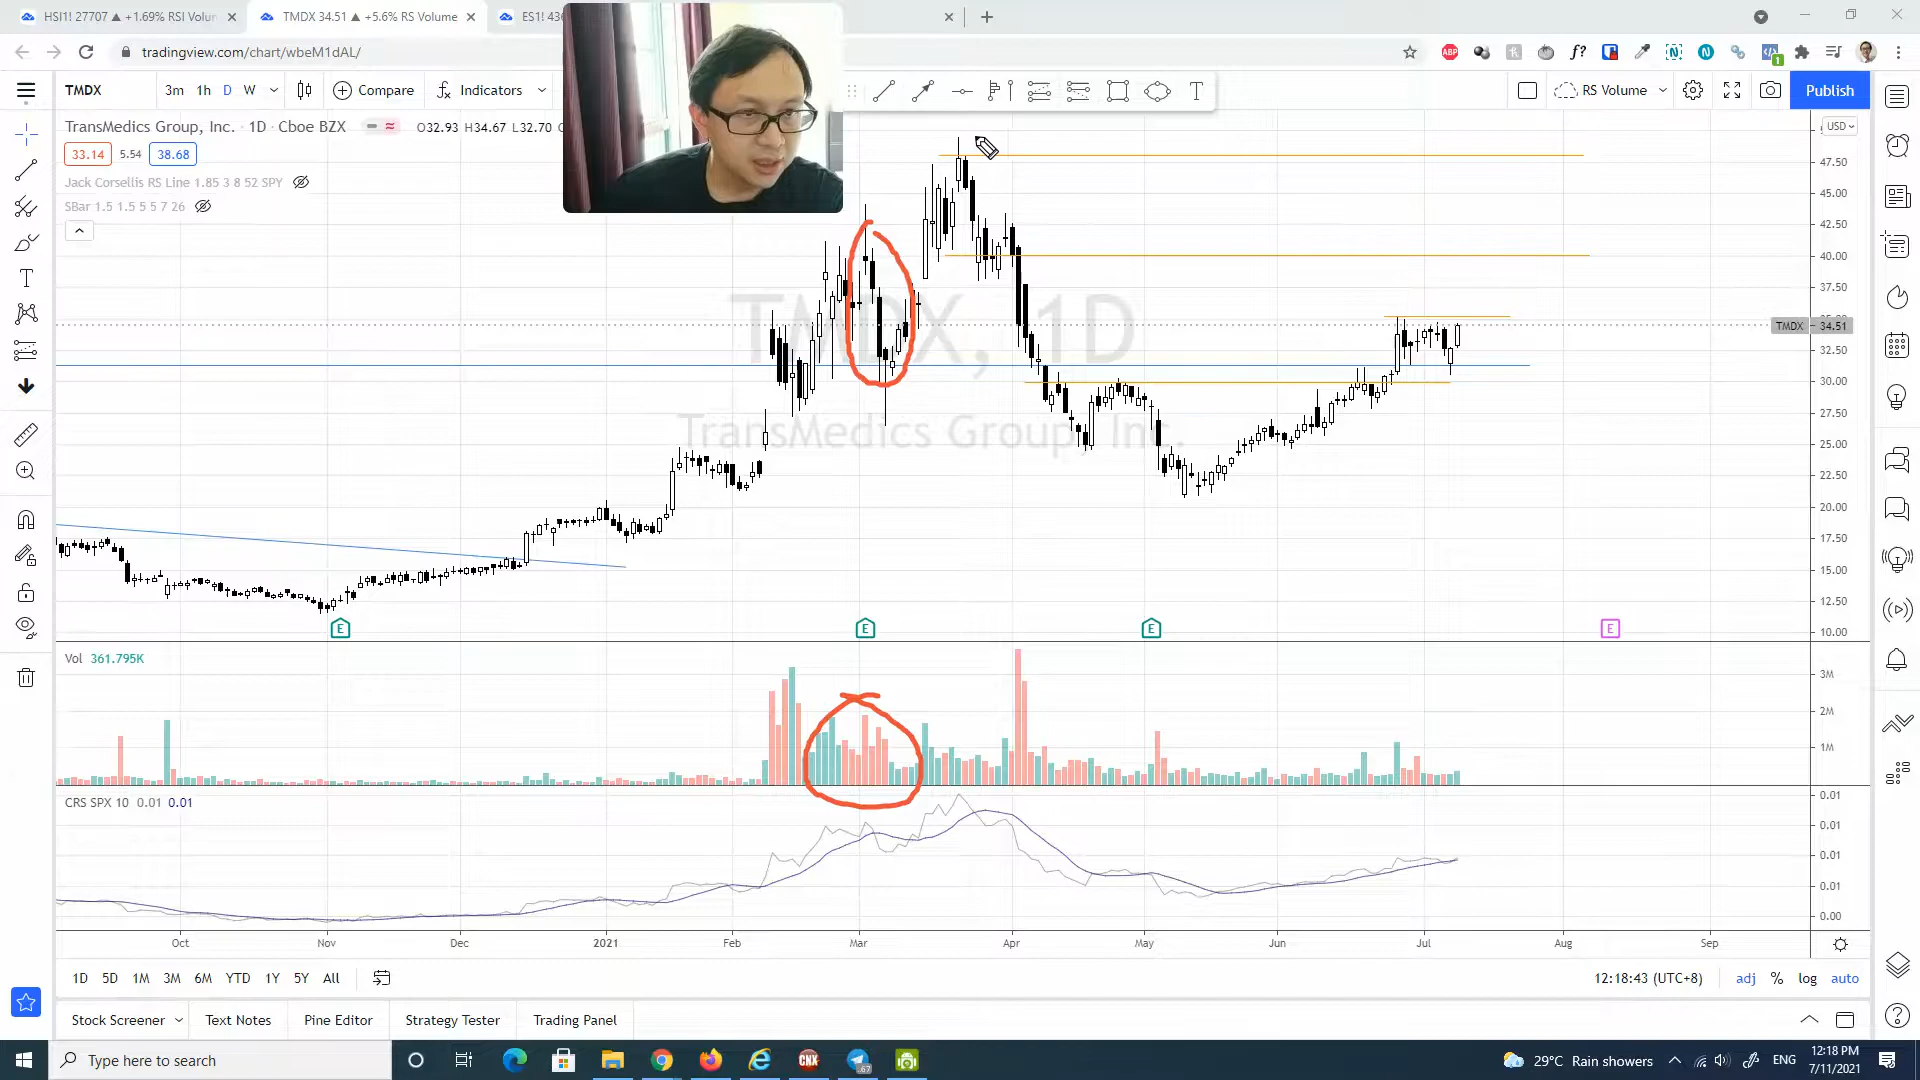 HSI1! 27707 ▲ +1.69% RSI Volum
TMDX 34.51 ▲ +5.6% RS Volume
ES1! 436
tradingview.com/chart/wbeM1dAL/
TMDX
3m 1h D W
Compare
Indicators
RS Volume
Publish
TransMedics Group, Inc. · 1D · Cboe BZX
O32.93 H34.67 L32.70
USD
33.14 5.54 38.68
Jack Corsellis RS Line 1.85 3 8 52 SPY
SBar 1.5 1.5 5 5 7 26
47.50
45.00
42.50
40.00
37.50
TMDX 34.51
32.50
30.00
27.50
25.00
22.50
20.00
17.50
15.00
12.50
10.00
TMDX, 1D
TransMedics Group, Inc.
E E E E
Vol 361.795K
3M
2M
1M
CRS SPX 10 0.01 0.01
0.01
0.01
0.01
0.01
0.00
Oct Nov Dec 2021 Feb Mar Apr May Jun Jul Aug Sep
1D 5D 1M 3M 6M YTD 1Y 5Y All
12:18:43 (UTC+8) adj % log auto
Stock Screener Text Notes Pine Editor Strategy Tester Trading Panel
Type here to search
29°C Rain showers
ENG
12:18 PM
7/11/2021